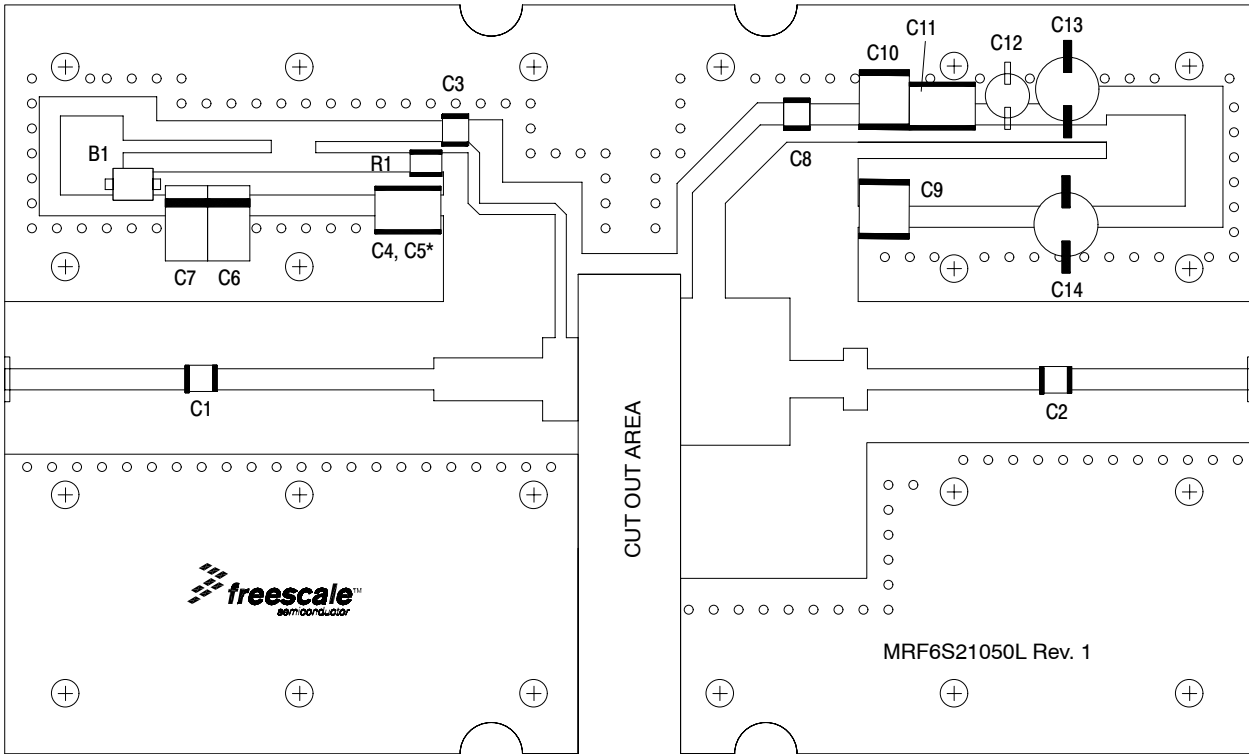 C11
C13
C10
C12
C3
B1
R1
C8
C9
C4, C5*
C7
C6
C14
C1
C2
CUT OUT AREA
freescale™
semiconductor
MRF6S21050L Rev. 1